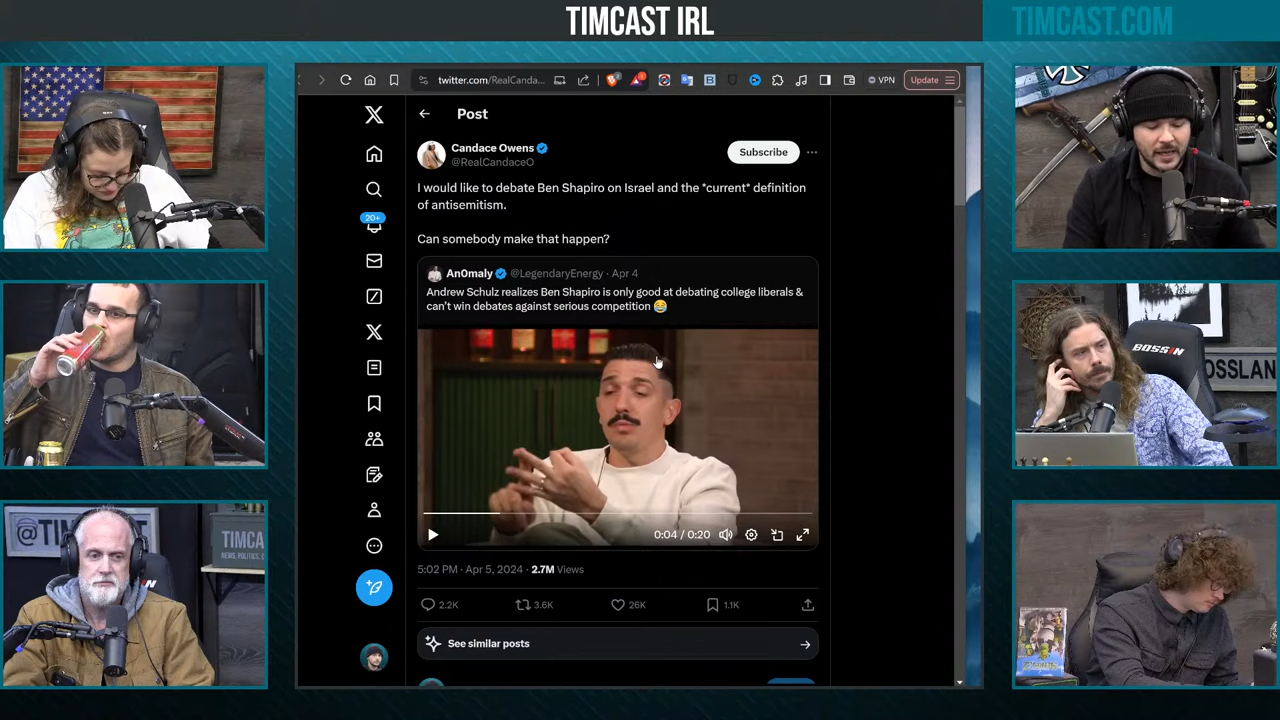 TIMCAST IRL
TIMCAST.COM
twitter.com/RealCanda...
VPN
Update
Post
Candace Owens
@RealCandaceO
Subscribe
I would like to debate Ben Shapiro on Israel and the *current* definition
of antisemitism.
Can somebody make that happen?
20+
An0maly @LegendaryEnergy · Apr 4
Andrew Schulz realizes Ben Shapiro is only good at debating college liberals &
can't win debates against serious competition 😂
0:04 / 0:20
5:02 PM · Apr 5, 2024 · 2.7M Views
2.2K
3.6K
26K
1.1K
See similar posts
BOSSIN
OSSLAN
@TIM
TIMCA